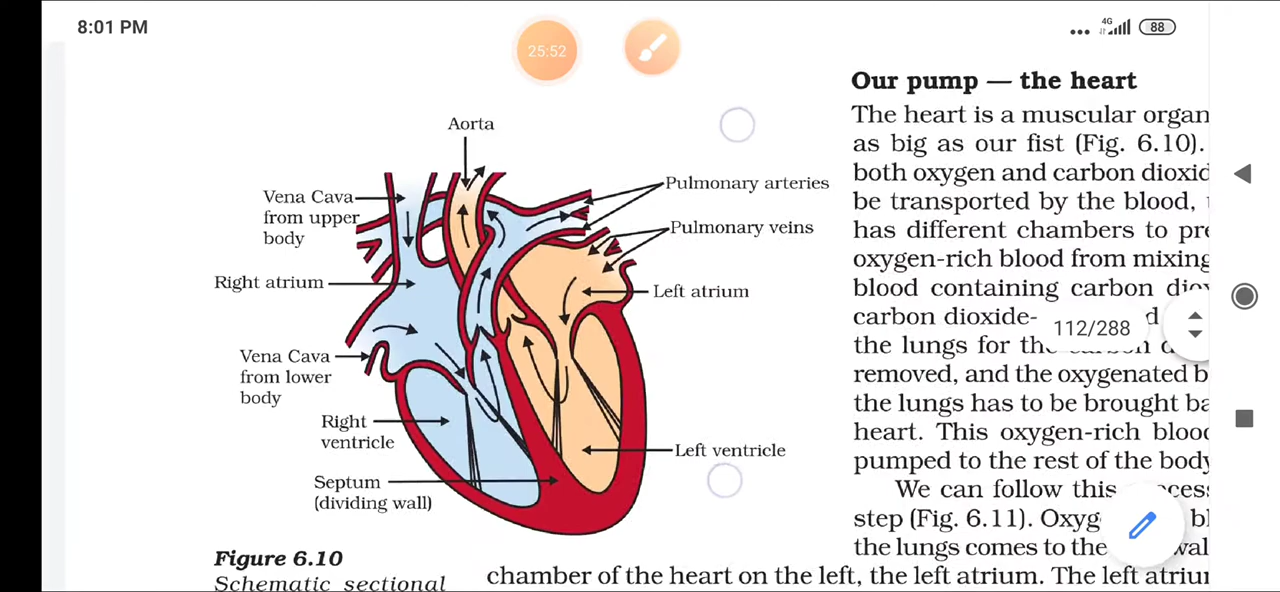 8:01 PM
4G
88
25:52
Aorta
Vena Cava
from upper
body
Right atrium
Vena Cava
from lower
body
Right
ventricle
Septum
(dividing wall)
Pulmonary arteries
Pulmonary veins
Left atrium
Left ventricle
Figure 6.10
Schematic sectional
Our pump — the heart
The heart is a muscular organ
as big as our fist (Fig. 6.10).
both oxygen and carbon dioxid
be transported by the blood,
has different chambers to pre
oxygen-rich blood from mixing
blood containing carbon
carbon dioxide-
112/288
the lungs for the
removed, and the oxygenated b
the lungs has to be brought ba
heart. This oxygen-rich blood
pumped to the rest of the body
We can follow this
step (Fig. 6.11). Oxyg
the lungs comes to the
chamber of the heart on the left, the left atrium. The left atriu